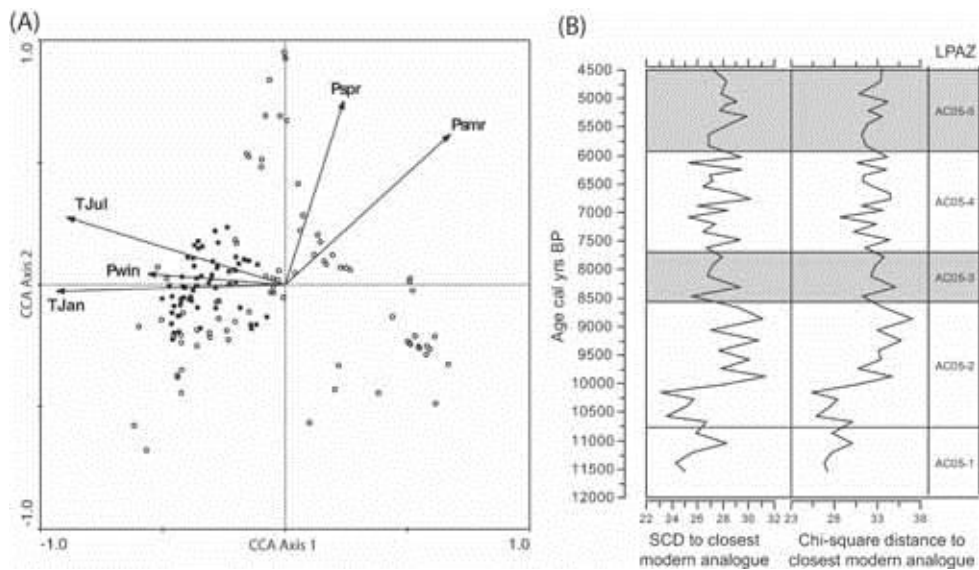 (A)
1.0
Pspr
Psmr
TJul
Pwin
TJan
CCA Axis 2
-1.0
-1.0
CCA Axis 1
1.0
(B)
LPAZ
4500
5000
5500
6000
6500
7000
7500
8000
8500
9000
9500
10000
10500
11000
11500
12000
Age cal yrs BP
AC05-5
AC05-4
AC05-3
AC05-2
AC05-1
22 24 26 28 30 32 23 28 33 38
SCD to closest
modern analogue
Chi-square distance to
closest modern analogue